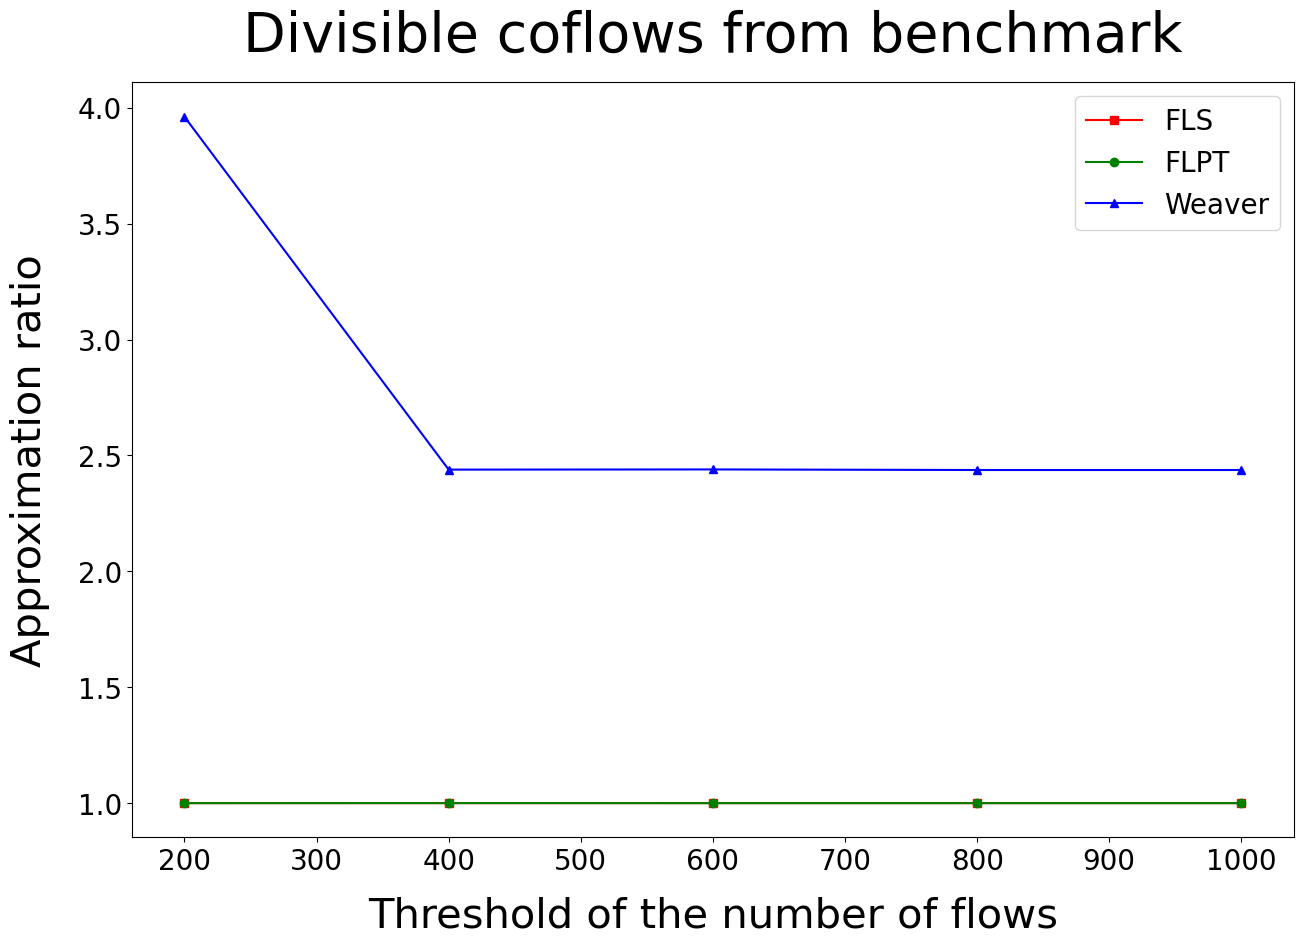 Divisible coflows from benchmark
Approximation ratio
4.0
3.5
3.0
2.5
2.0
1.5
1.0
FLS
FLPT
Weaver
200 300 400 500 600 700 800 900 1000
Threshold of the number of flows